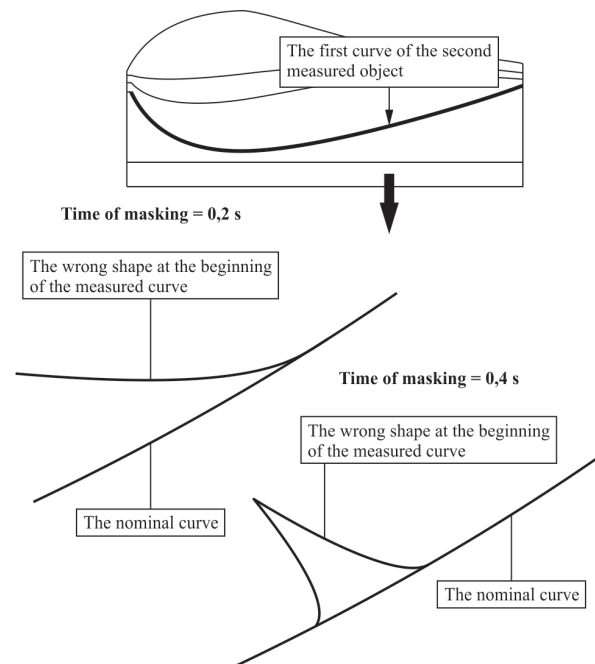 The first curve of the second
measured object
Time of masking = 0,2 s
The wrong shape at the beginning
of the measured curve
Time of masking = 0,4 s
The wrong shape at the beginning
of the measured curve
The nominal curve
The nominal curve